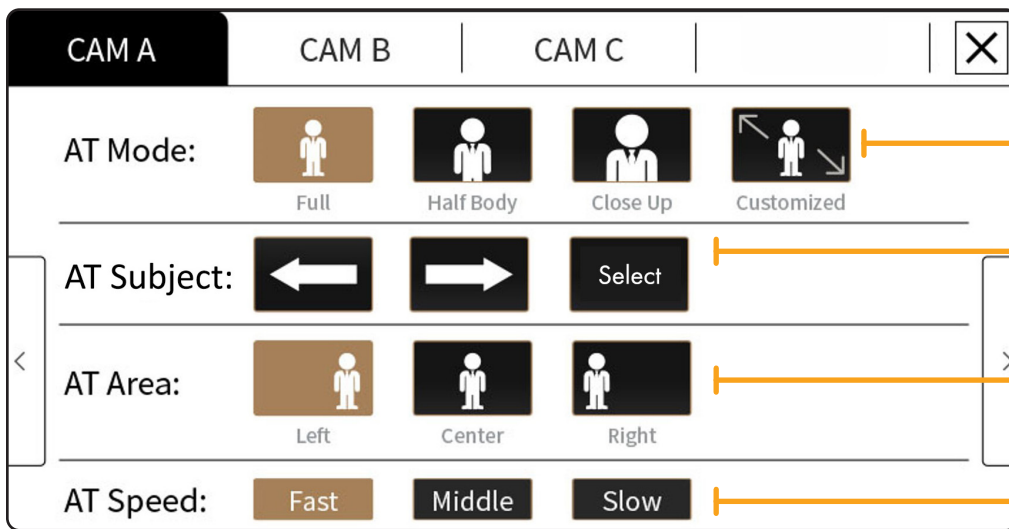 CAM A CAM B CAM C
AT Mode:
Full Half Body Close Up Customized
AT Subject: Select
AT Area:
Left Center Right
AT Speed: Fast Middle Slow